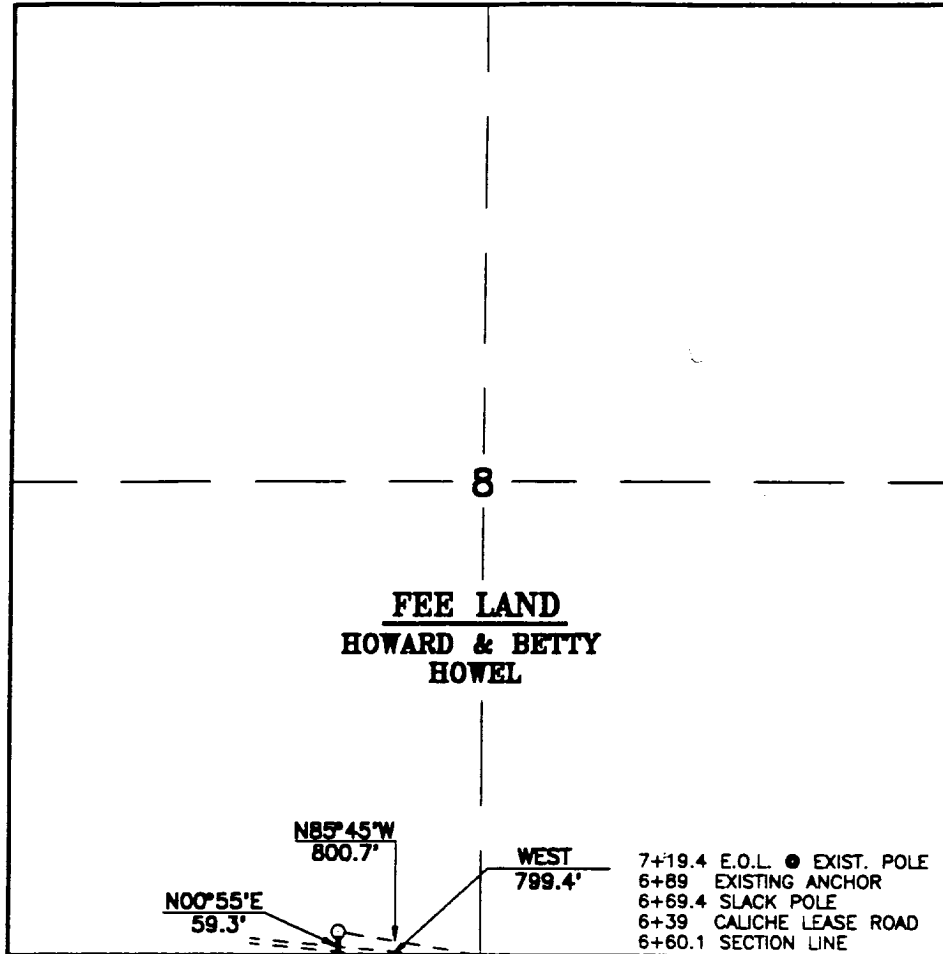 8
FEE LAND
HOWARD & BETTY
HOWEL
N85°45'W
800.7'
WEST
799.4'
N00°55'E
59.3'
7+19.4 E.O.L. @ EXIST. POLE
6+89 EXISTING ANCHOR
6+69.4 SLACK POLE
6+39 CALICHE LEASE ROAD
6+60.1 SECTION LINE